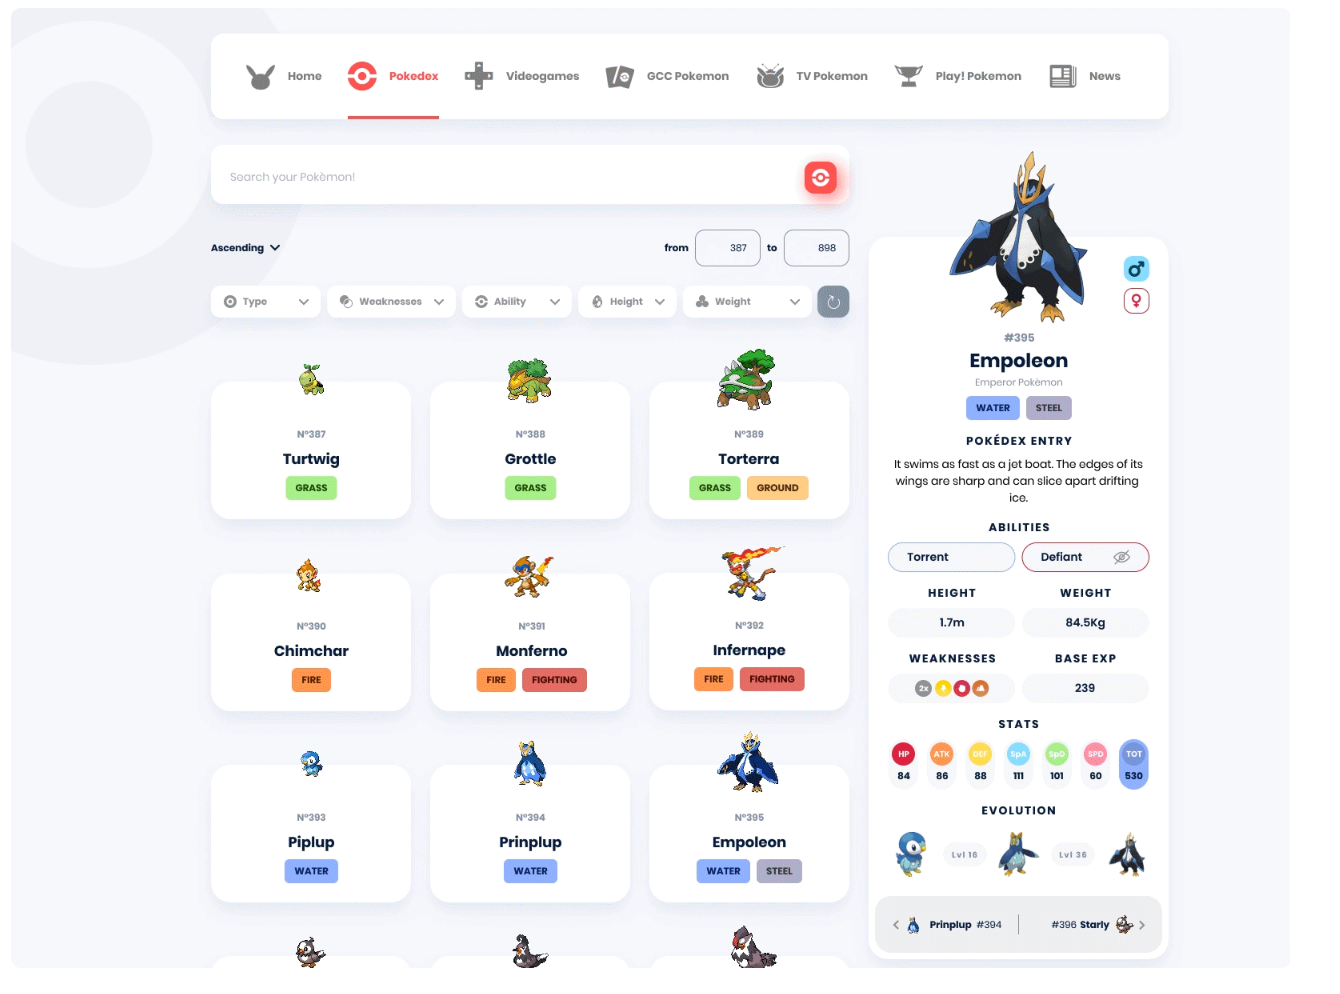 Home
Pokedex
Videogames
GCC Pokemon
TV Pokemon
Play! Pokemon
News
Search your Pokèmon!
Ascending
from 387 to 898
Type
Weaknesses
Ability
Height
Weight
N°387
Turtwig
GRASS
N°388
Grottle
GRASS
N°389
Torterra
GRASS GROUND
N°390
Chimchar
FIRE
N°391
Monferno
FIRE FIGHTING
N°392
Infernape
FIRE FIGHTING
N°393
Piplup
WATER
N°394
Prinplup
WATER
N°395
Empoleon
WATER STEEL
#395
Empoleon
Emperor Pokèmon
WATER STEEL
POKÉDEX ENTRY
It swims as fast as a jet boat. The edges of its
wings are sharp and can slice apart drifting
ice.
ABILITIES
Torrent
Defiant
HEIGHT
WEIGHT
1.7m
84.5Kg
WEAKNESSES
BASE EXP
2x
239
STATS
HP ATK DEF SpA SpD SPD TOT
84 86 88 111 101 60 530
EVOLUTION
Lvl 16
Lvl 36
Prinplup #394
#396 Starly